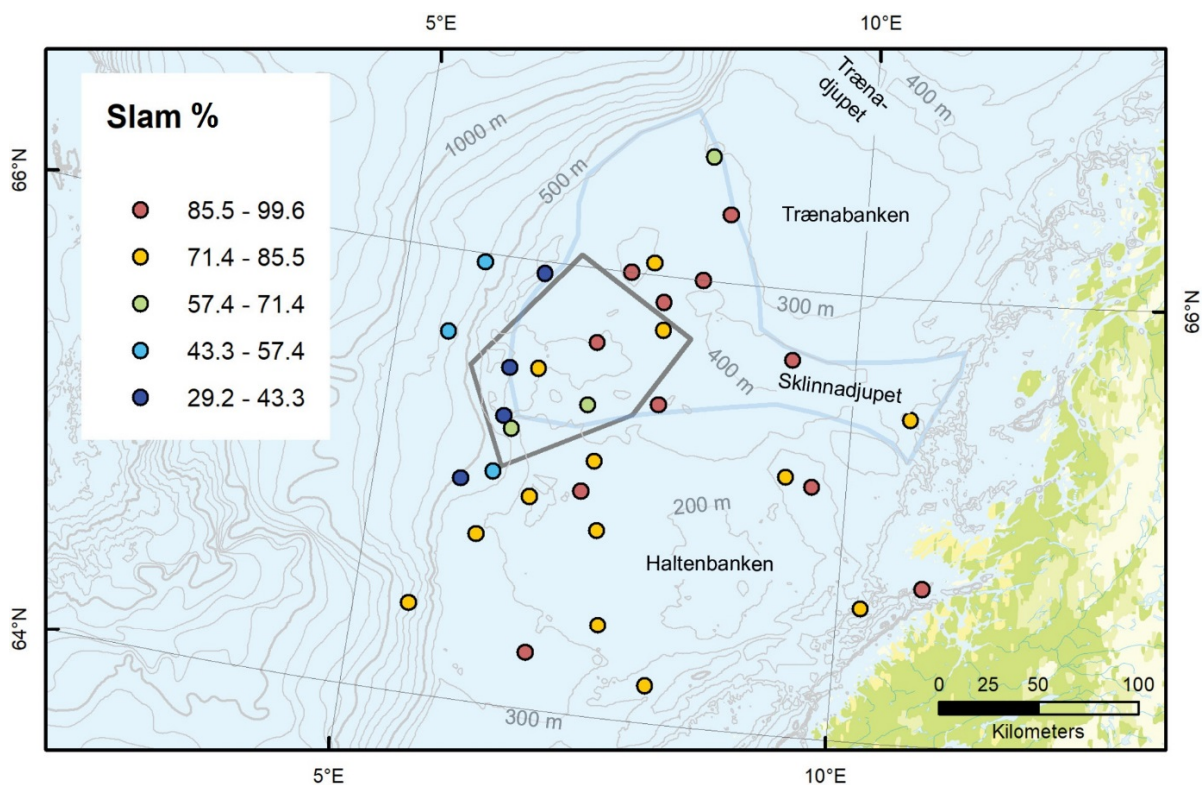 5°E
10°E
Slam %
85.5 - 99.6
71.4 - 85.5
57.4 - 71.4
43.3 - 57.4
29.2 - 43.3
1000 m
500 m
Træna-
djupet
400 m
66°N
Trænabanken
300 m
66°N
400 m
Sklinnadjupet
200 m
Haltenbanken
64°N
300 m
0 25 50 100
Kilometers
5°E
10°E